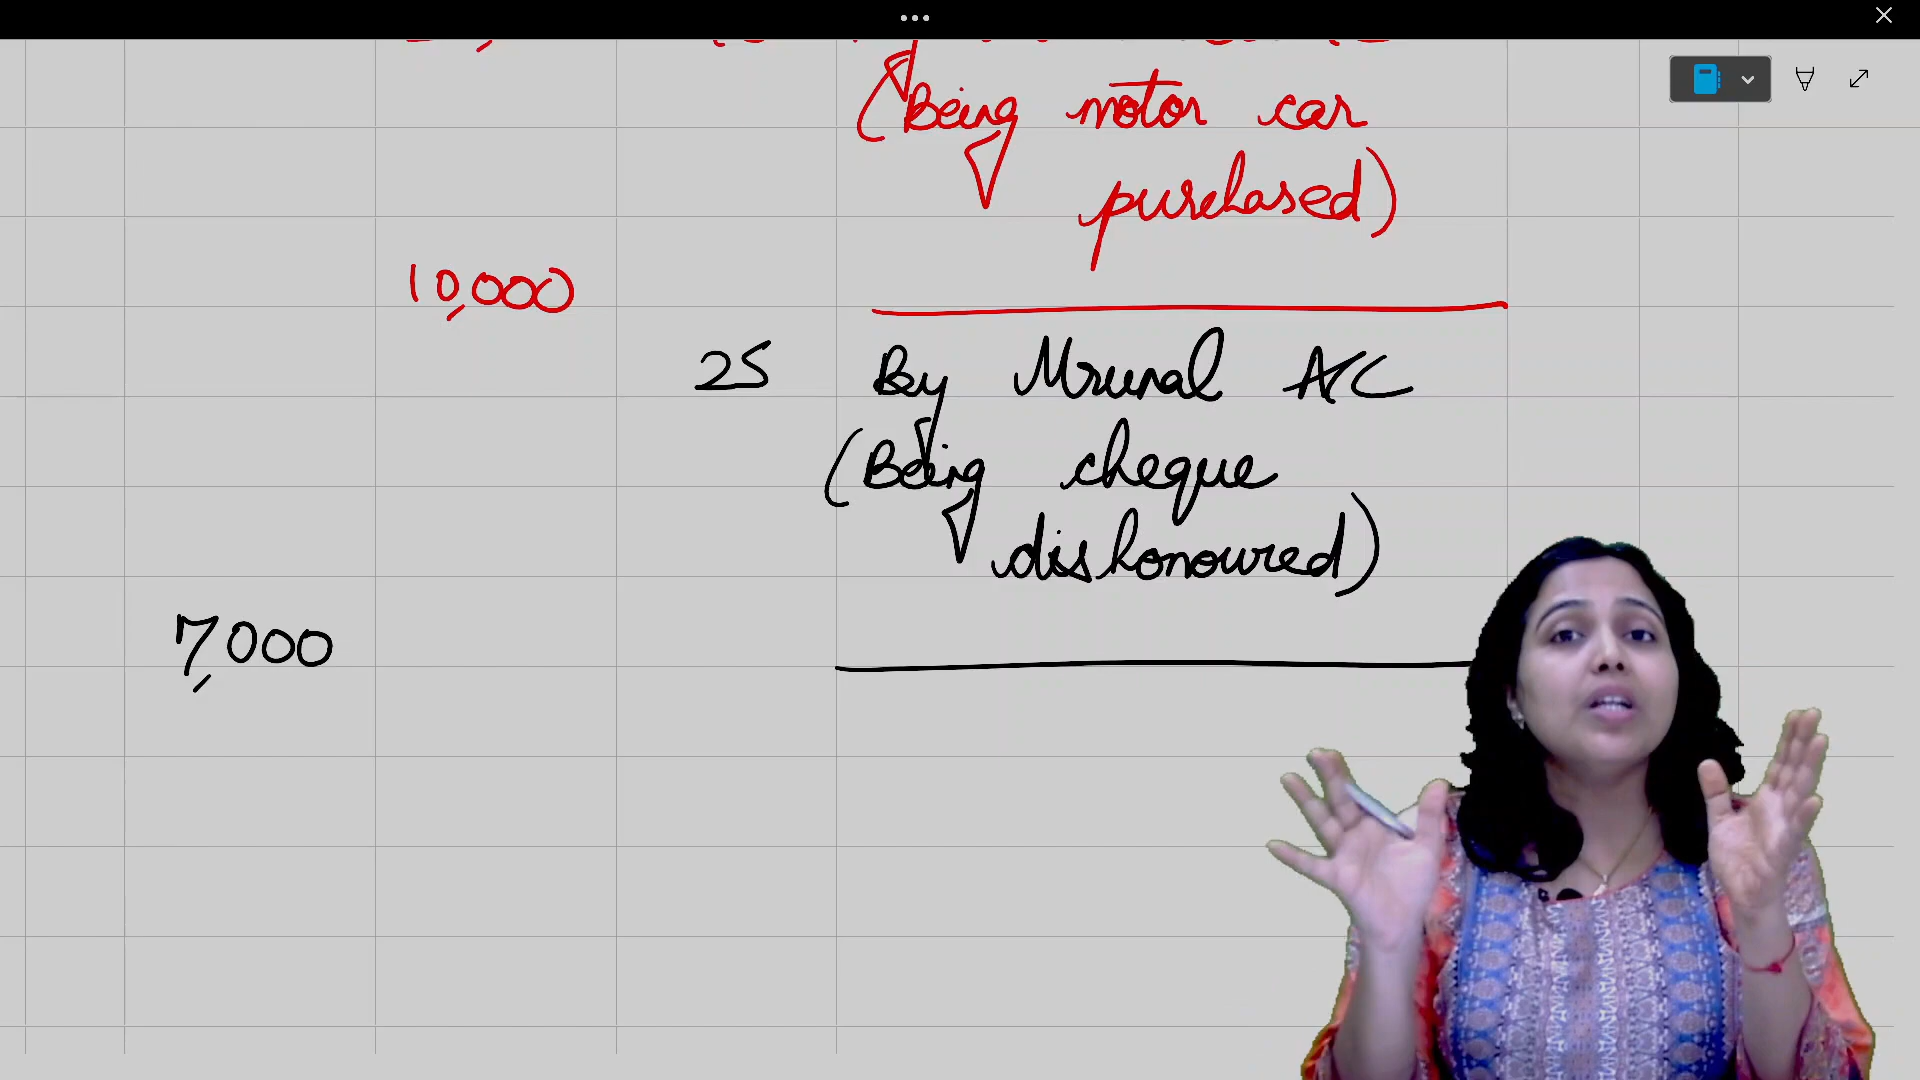 (Being motor car
purchased)
10,000
25 By Mrunal A/C
(Being cheque
dishonoured)
7,000